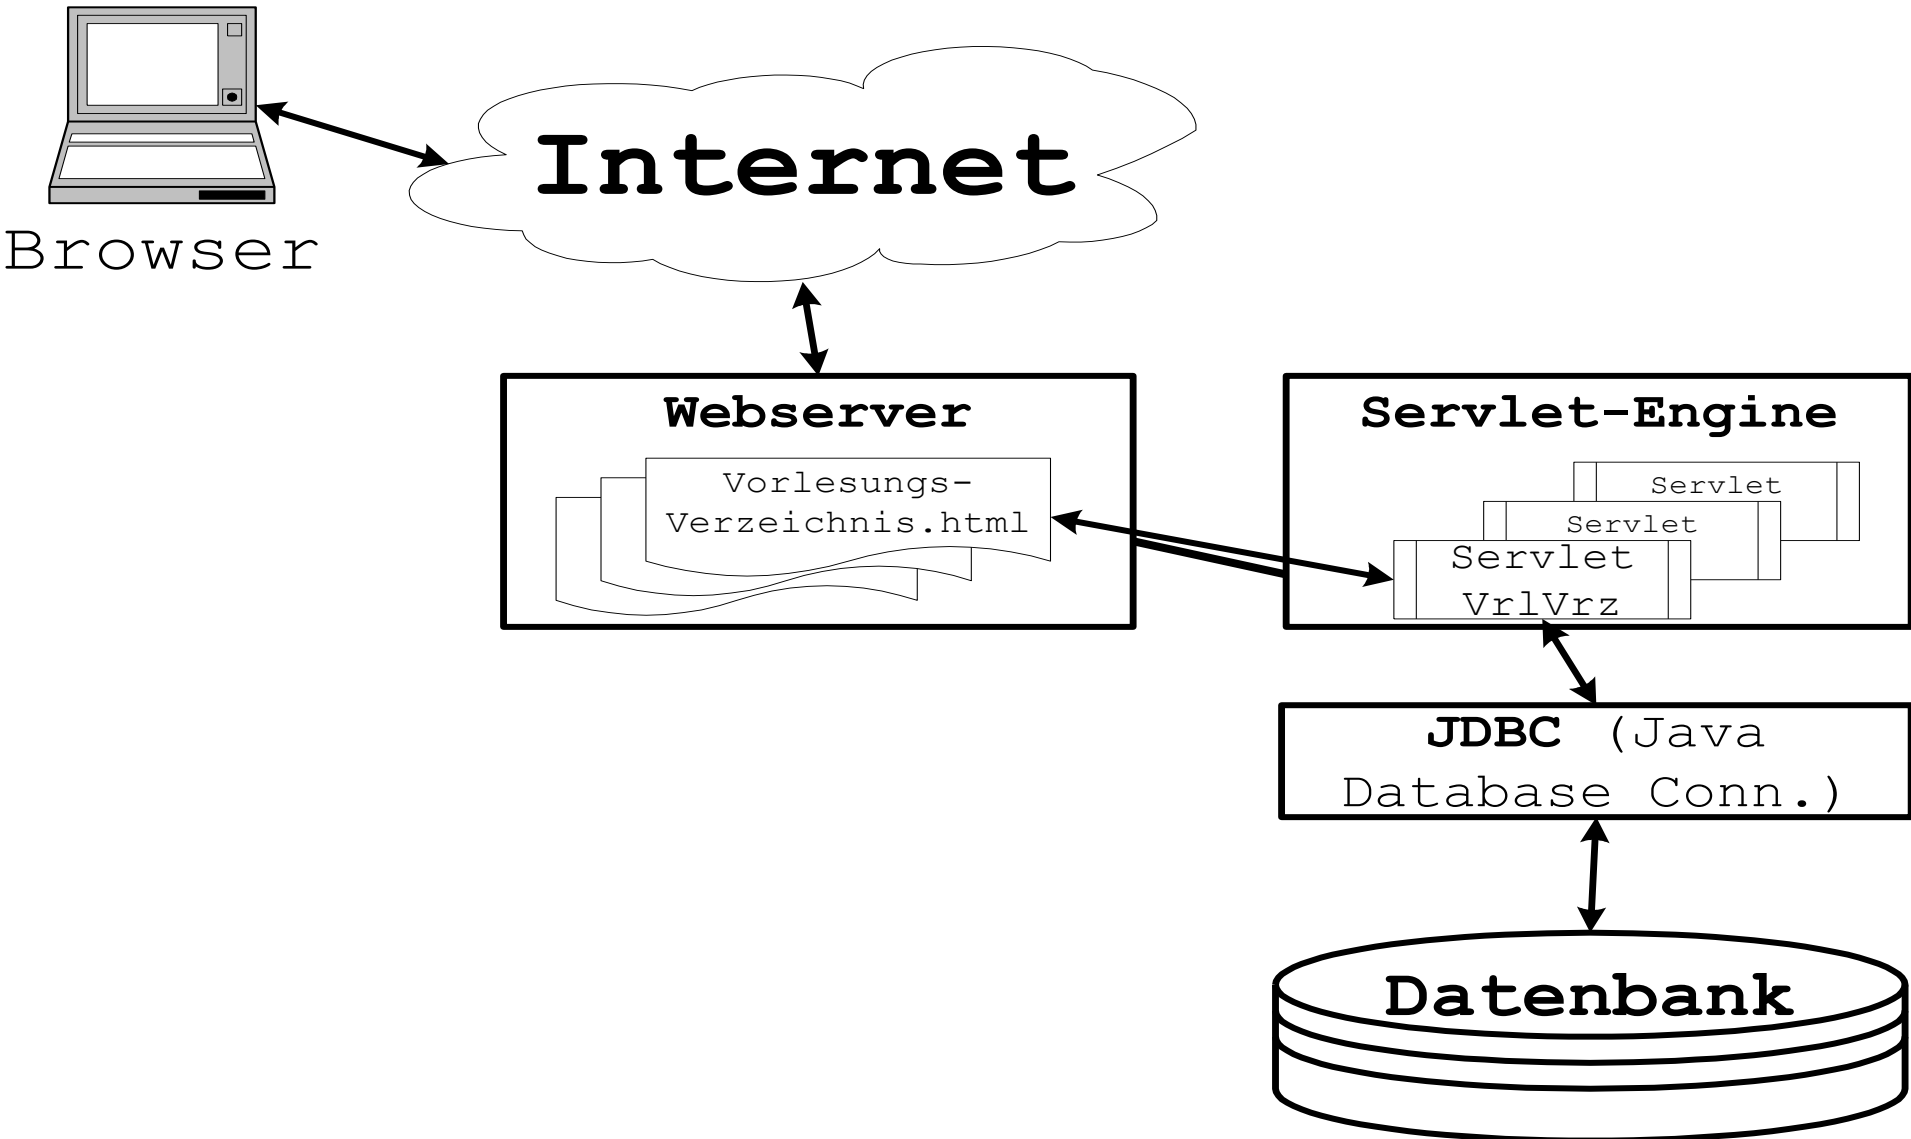 Internet
Browser
Webserver
Vorlesungs-
Verzeichnis.html
Servlet-Engine
Servlet
Servlet
Servlet
VrlVrz
JDBC (Java
Database Conn.)
Datenbank